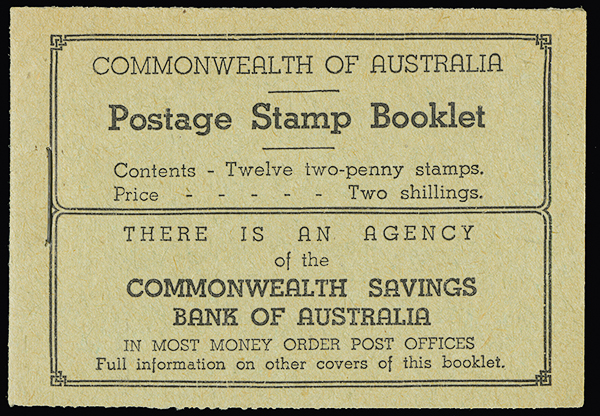 COMMONWEALTH OF AUSTRALIA
Postage Stamp Booklet
Contents - Twelve two-penny stamps.
Price - - - - - Two shillings.
THERE IS AN AGENCY
of the
COMMONWEALTH SAVINGS
BANK OF AUSTRALIA
IN MOST MONEY ORDER POST OFFICES
Full information on other covers of this booklet.